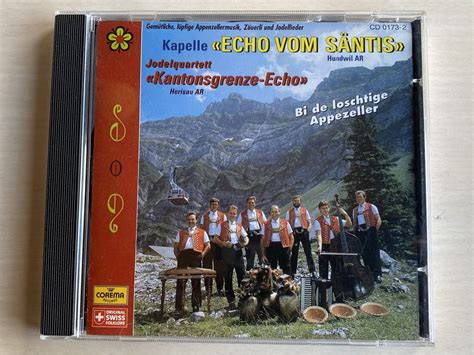 Gemütliche, lüpfige Appenzellermusik, Zäuerli und Jodellieder
CD 0173-2
Kapelle «ECHO VOM SÄNTIS»
Hundwil AR
Jodelquartett
«Kantonsgrenze-Echo»
Herisau AR
Bi de loschtige
Appezeller
COREMA
ORIGINAL
SWISS
FOLKLORE